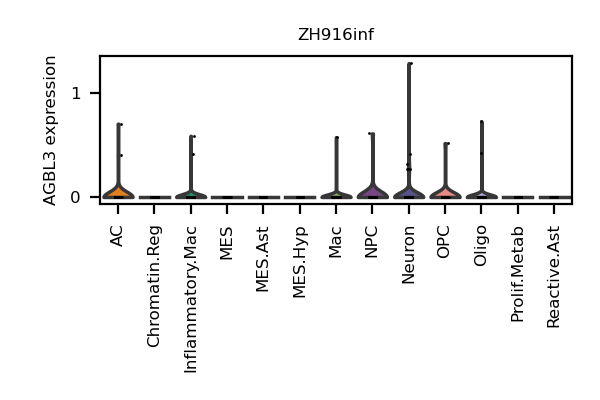 ZH916inf
AGBL3 expression
1
0
AC
Chromatin.Reg
Inflammatory.Mac
MES
MES.Ast
MES.Hyp
Mac
NPC
Neuron
OPC
Oligo
Prolif.Metab
Reactive.Ast